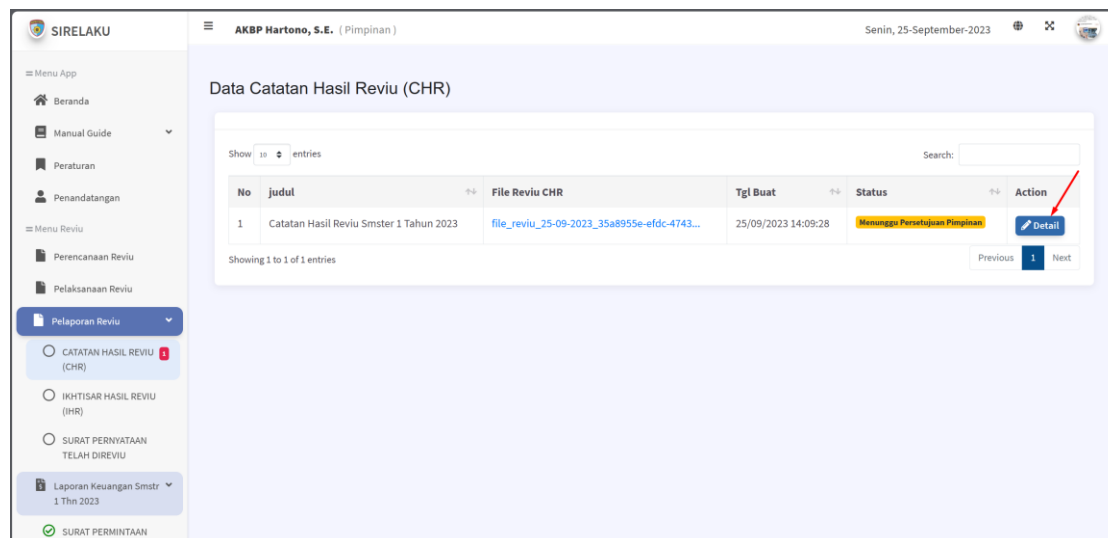 SIRELAKU
AKBP Hartono, S.E. ( Pimpinan )
Senin, 25-September-2023
Menu App
Beranda
Manual Guide
Peraturan
Penandatangan
Menu Reviu
Perencanaan Reviu
Pelaksanaan Reviu
Pelaporan Reviu
CATATAN HASIL REVIU 1
(CHR)
IKHTISAR HASIL REVIU
(IHR)
SURAT PERNYATAAN
TELAH DIREVIU
Laporan Keuangan Smstr
1 Thn 2023
SURAT PERMINTAAN
Data Catatan Hasil Reviu (CHR)
Show 10 entries
Search:
No judul File Reviu CHR Tgl Buat Status Action
1 Catatan Hasil Reviu Smster 1 Tahun 2023 file_reviu_25-09-2023_35a8955e-efdc-4743... 25/09/2023 14:09:28 Menunggu Persetujuan Pimpinan Detail
Showing 1 to 1 of 1 entries
Previous 1 Next